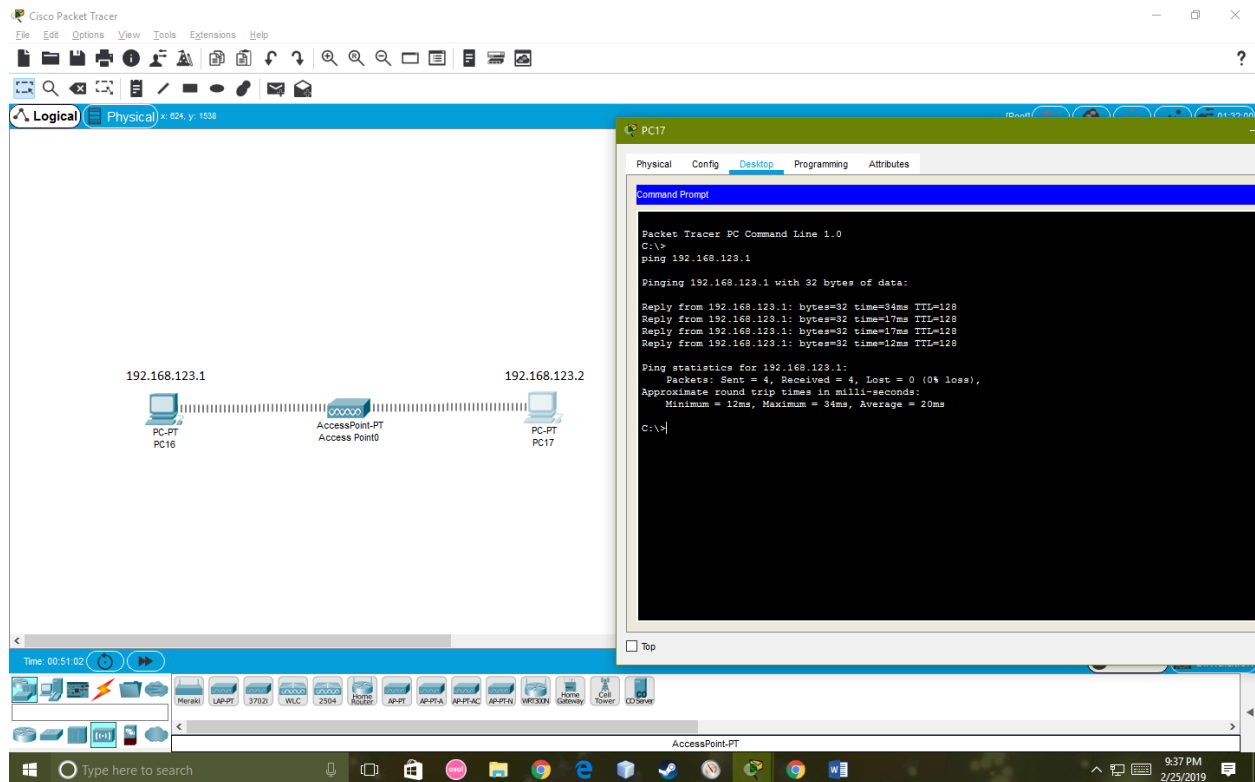 Cisco Packet Tracer
File Edit Options View Tools Extensions Help
?
Logical Physical x: 624, y: 1538
[Root] 01:32:00
PC17
Physical Config Desktop Programming Attributes
Command Prompt
Packet Tracer PC Command Line 1.0
C:\>
ping 192.168.123.1
Pinging 192.168.123.1 with 32 bytes of data:
Reply from 192.168.123.1: bytes=32 time=34ms TTL=128
Reply from 192.168.123.1: bytes=32 time=17ms TTL=128
Reply from 192.168.123.1: bytes=32 time=17ms TTL=128
Reply from 192.168.123.1: bytes=32 time=12ms TTL=128
Ping statistics for 192.168.123.1:
Packets: Sent = 4, Received = 4, Lost = 0 (0% loss),
Approximate round trip times in milli-seconds:
Minimum = 12ms, Maximum = 34ms, Average = 20ms
C:\>
192.168.123.1
192.168.123.2
PC-PT
PC16
AccessPoint-PT
Access Point0
PC-PT
PC17
Top
Time: 00:51:02
Meraki LAP-PT 3702i WLC 2504 Home Router AP-PT AP-PT-A AP-PT-AC AP-PT-N WRT300N Home Gateway Cell Tower CO Server
AccessPoint-PT
Type here to search
9:37 PM
2/25/2019